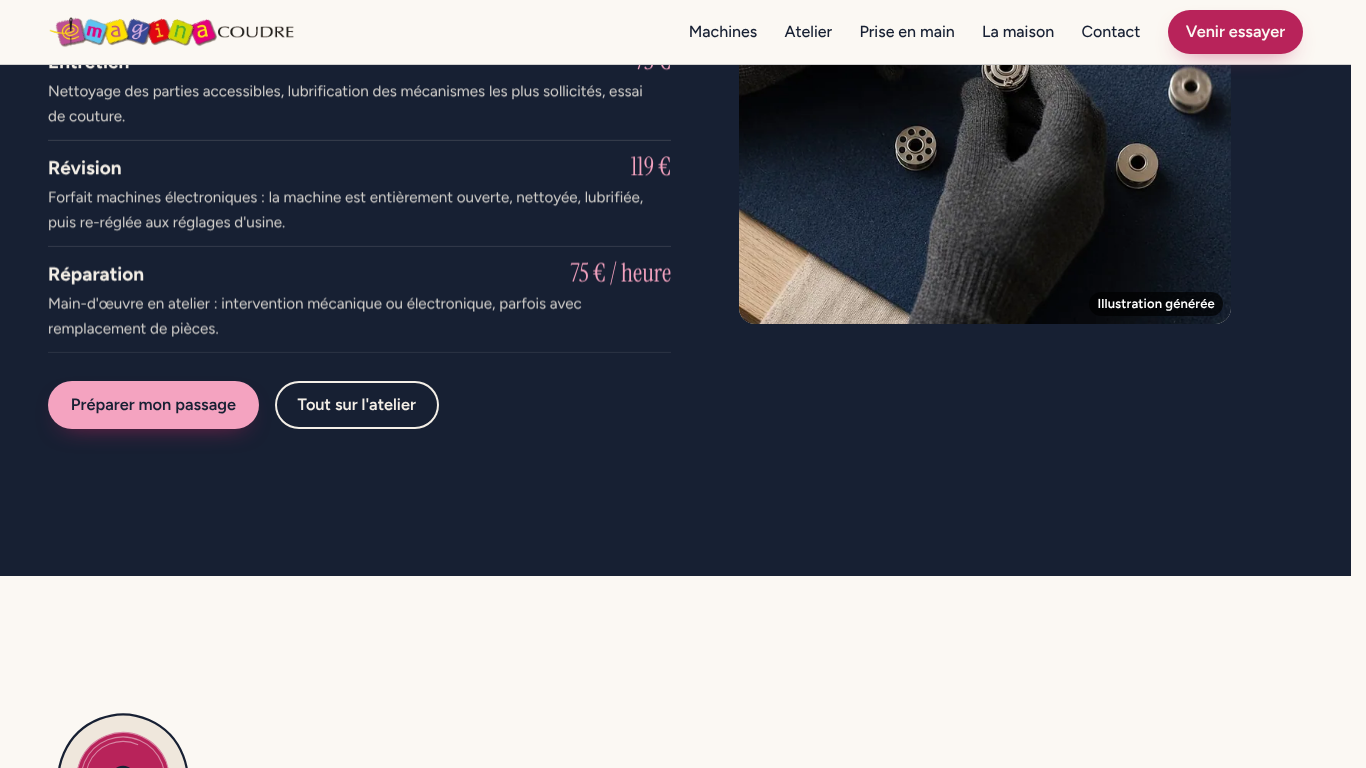 imagina COUDRE
Machines
Atelier
Prise en main
La maison
Contact
Venir essayer
Entretien
Nettoyage des parties accessibles, lubrification des mécanismes les plus sollicités, essai
de couture.
Révision
119 €
Forfait machines électroniques : la machine est entièrement ouverte, nettoyée, lubrifiée,
puis re-réglée aux réglages d'usine.
Réparation
75 € / heure
Main-d'œuvre en atelier : intervention mécanique ou électronique, parfois avec
remplacement de pièces.
Préparer mon passage
Tout sur l'atelier
Illustration générée